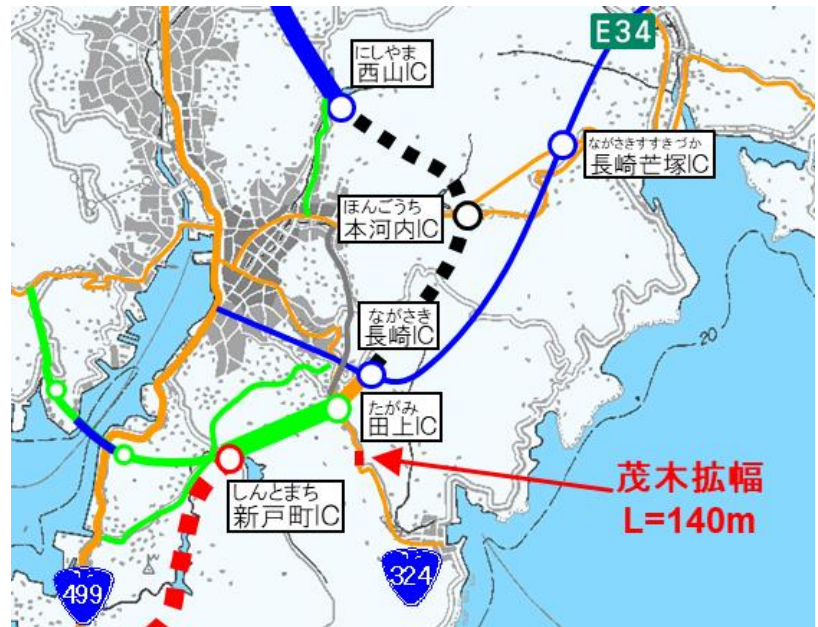 E34
にしやま
西山IC
ながさきすすきづか
長崎芒塚IC
ほんごうち
本河内IC
ながさき
長崎IC
20
たがみ
田上IC
しんとまち
新戸町IC
茂木拡幅
L=140m
499
324